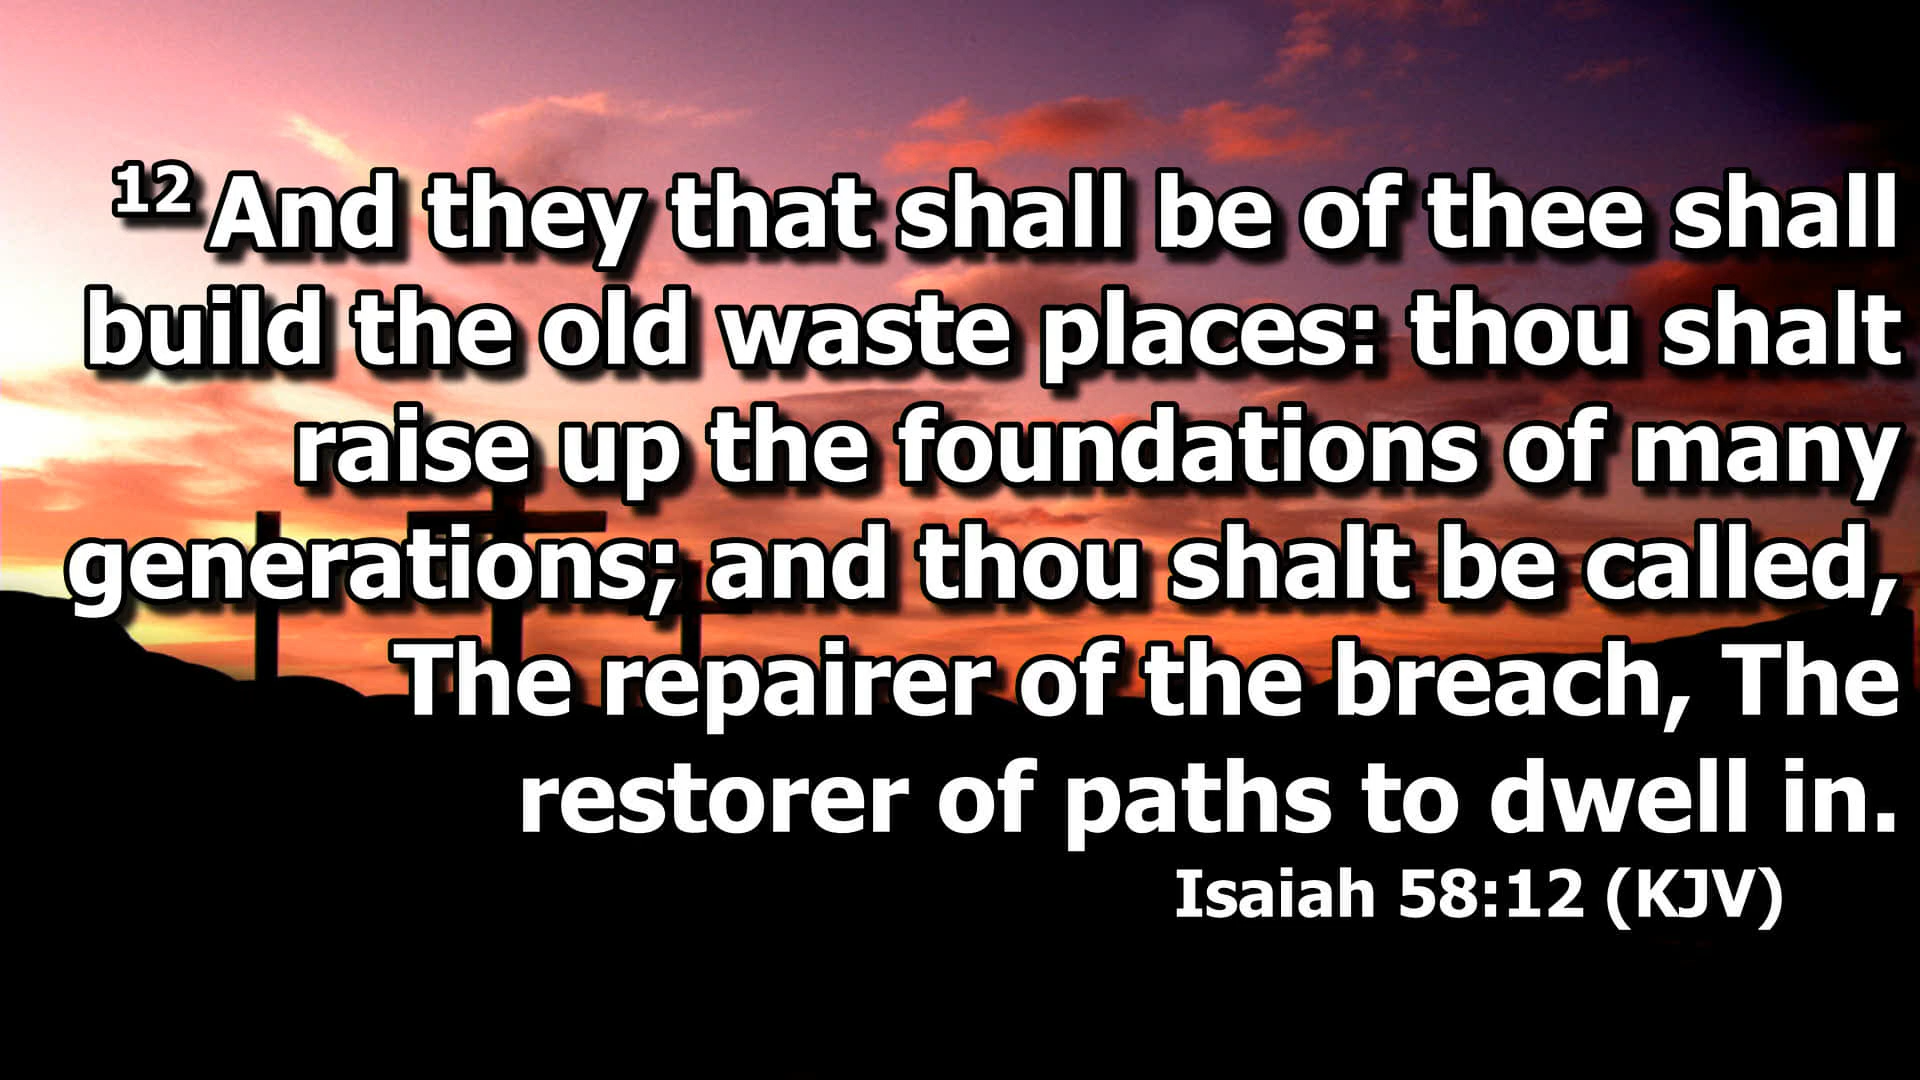 12 And they that shall be of thee shall
build the old waste places: thou shalt
raise up the foundations of many
generations; and thou shalt be called,
The repairer of the breach, The
restorer of paths to dwell in.
Isaiah 58:12 (KJV)